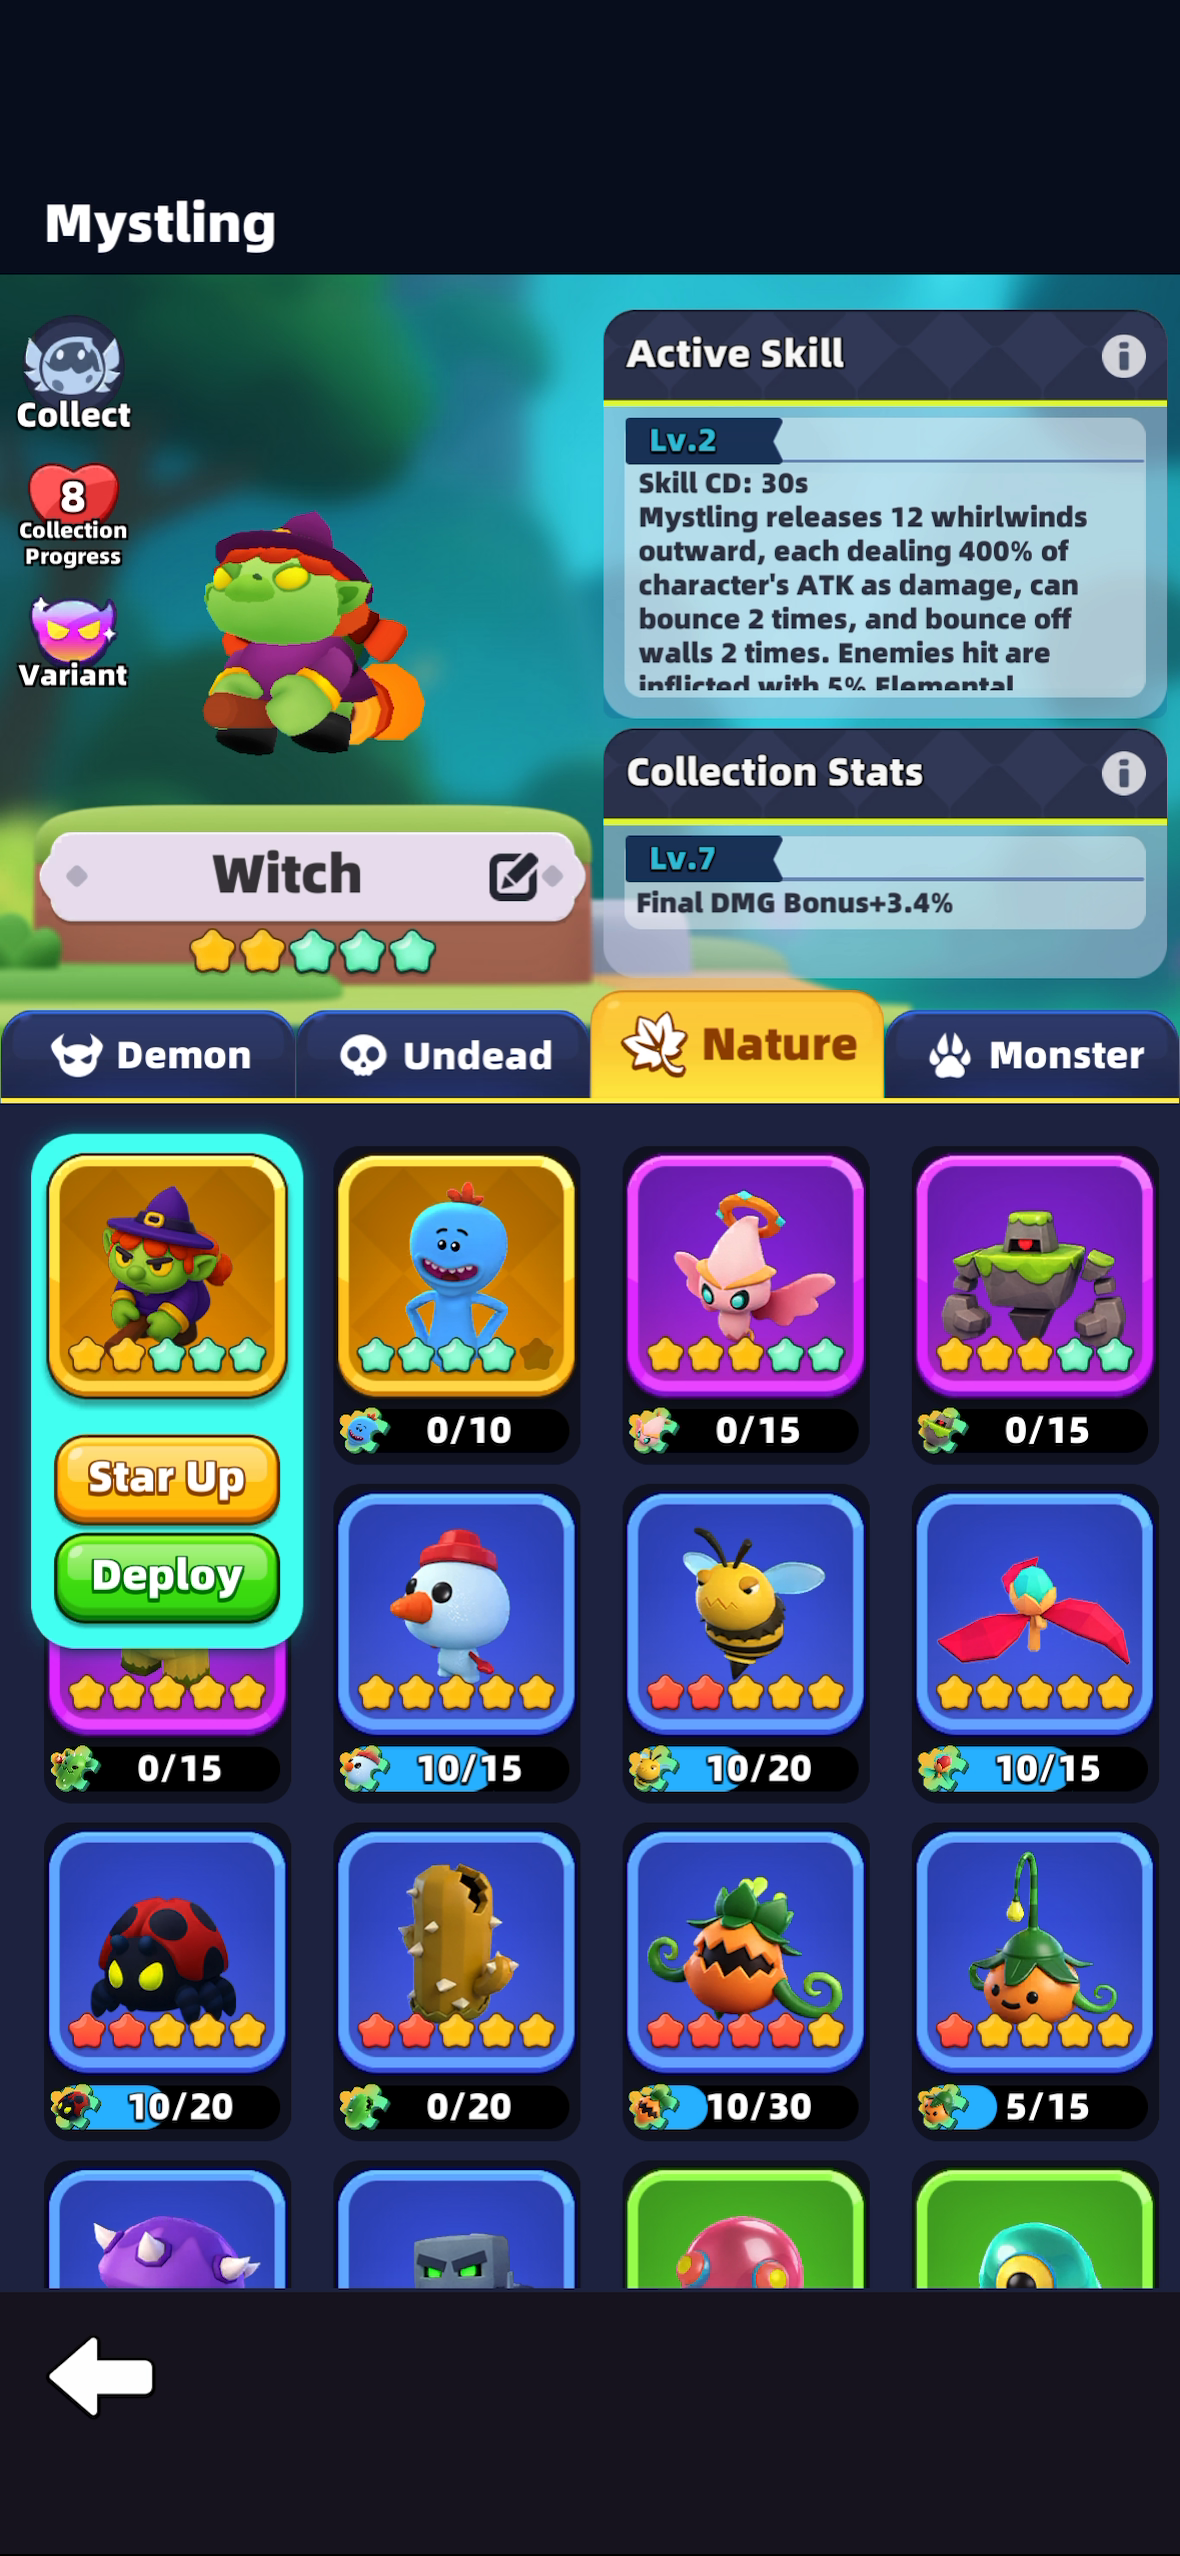 Mystling
Collect
8
Collection
Progress
Variant
Active Skill
Lv.2
Skill CD: 30s
Mystling releases 12 whirlwinds
outward, each dealing 400% of
character's ATK as damage, can
bounce 2 times, and bounce off
walls 2 times. Enemies hit are
inflicted with 5% Elemental
Collection Stats
Lv.7
Final DMG Bonus+3.4%
Witch
Demon
Undead
Nature
Monster
0/10
0/15
0/15
Star Up
Deploy
0/15
10/15
10/20
10/15
10/20
0/20
10/30
5/15